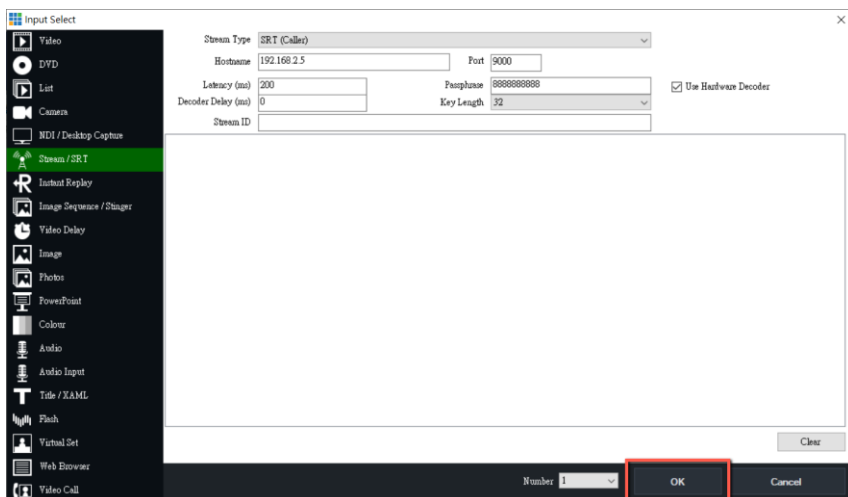 Input Select
Video
DVD
List
Camera
NDI / Desktop Capture
Stream / SRT
Instant Replay
Image Sequence / Stinger
Video Delay
Image
Photos
PowerPoint
Colour
Audio
Audio Input
Title / XAML
Flash
Virtual Set
Web Browser
Video Call
Stream Type SRT (Caller)
Hostname 192.168.2.5 Port 9000
Latency (ms) 200 Passphrase 8888888888 Use Hardware Decoder
Decoder Delay (ms) 0 Key Length 32
Stream ID
Clear
Number 1 OK Cancel